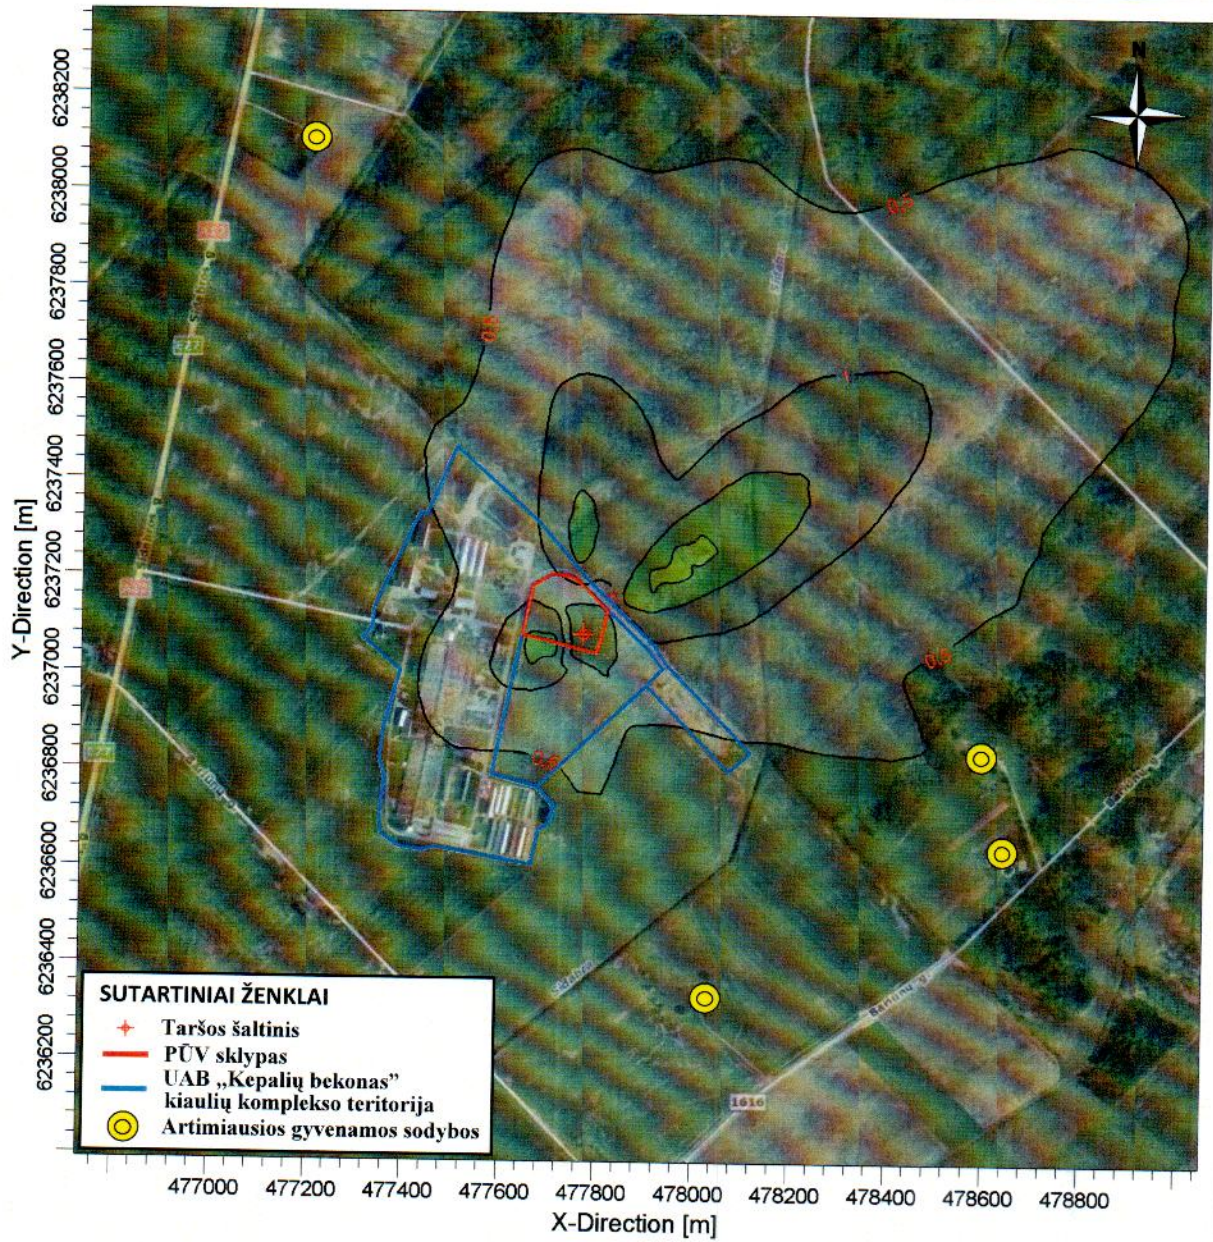 N
6238200
6238000
6237800
6237600
6237400
6237200
6237000
6236800
6236600
6236400
6236200
Y-Direction [m]
0,5
0,5
1
0,5
0,5
Bariūnų g.
Bariūnų g.
1616
SUTARTINIAI ŽENKLAI
Taršos šaltinis
PŪV sklypas
UAB „Kepalių bekonas”
kiaulių komplekso teritorija
Artimiausios gyvenamos sodybos
477000
477200
477400
477600
477800
478000
478200
478400
478600
478800
X-Direction [m]